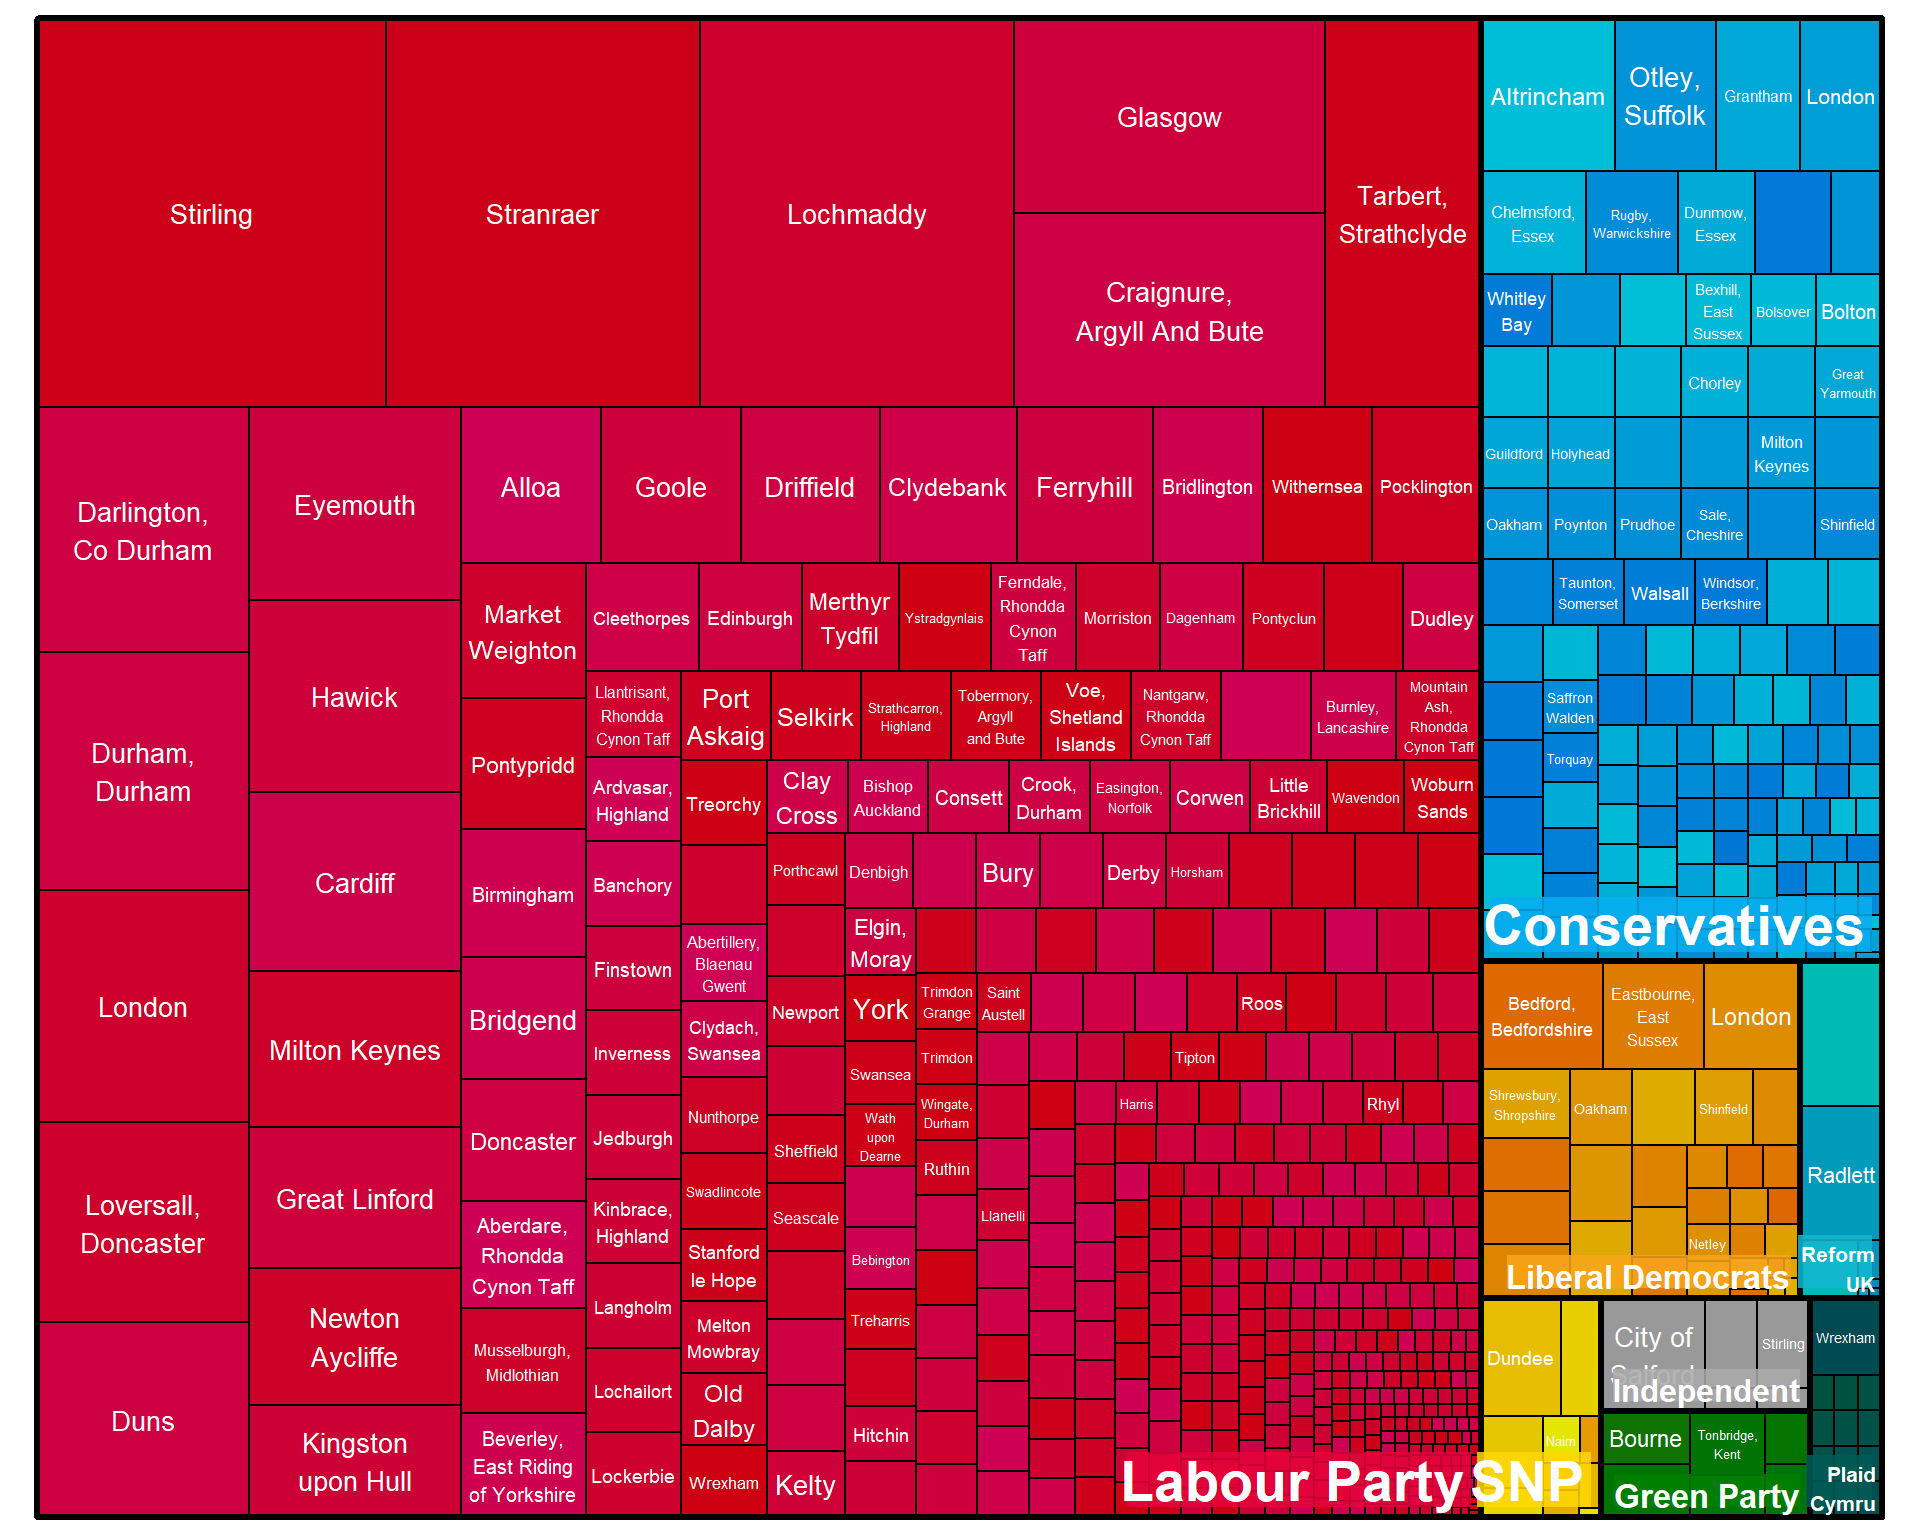 Stirling
Stranraer
Lochmaddy
Glasgow
Craignure,
Argyll And Bute
Tarbert,
Strathclyde
Darlington,
Co Durham
Durham,
Durham
London
Loversall,
Doncaster
Duns
Eyemouth
Hawick
Cardiff
Milton Keynes
Great Linford
Newton
Aycliffe
Kingston
upon Hull
Alloa
Goole
Driffield
Clydebank
Ferryhill
Bridlington
Withernsea
Pocklington
Market
Weighton
Pontypridd
Birmingham
Bridgend
Doncaster
Aberdare,
Rhondda
Cynon Taff
Musselburgh,
Midlothian
Beverley,
East Riding
of Yorkshire
Cleethorpes
Edinburgh
Merthyr
Tydfil
Ystradgynlais
Ferndale,
Rhondda
Cynon
Taff
Morriston
Dagenham
Pontyclun
Dudley
Llantrisant,
Rhondda
Cynon Taff
Ardvasar,
Highland
Banchory
Finstown
Inverness
Jedburgh
Kinbrace,
Highland
Langholm
Lochailort
Lockerbie
Port
Askaig
Selkirk
Strathcarron,
Highland
Tobermory,
Argyll
and Bute
Voe,
Shetland
Islands
Nantgarw,
Rhondda
Cynon Taff
Burnley,
Lancashire
Mountain
Ash,
Rhondda
Cynon Taff
Treorchy
Abertillery,
Blaenau
Gwent
Clydach,
Swansea
Nunthorpe
Swadlincote
Stanford
le Hope
Melton
Mowbray
Old
Dalby
Wrexham
Clay
Cross
Bishop
Auckland
Consett
Crook,
Durham
Easington,
Norfolk
Corwen
Little
Brickhill
Wavendon
Woburn
Sands
Porthcawl
Newport
Sheffield
Seascale
Kelty
Denbigh
Bury
Derby
Horsham
Elgin,
Moray
York
Swansea
Wath
upon
Dearne
Bebington
Treharris
Hitchin
Trimdon
Grange
Trimdon
Wingate,
Durham
Ruthin
Saint
Austell
Llanelli
Roos
Tipton
Harris
Rhyl
Labour Party
Altrincham
Otley,
Suffolk
Grantham
London
Chelmsford,
Essex
Rugby,
Warwickshire
Dunmow,
Essex
Whitley
Bay
Bexhill,
East
Sussex
Bolsover
Bolton
Chorley
Great
Yarmouth
Guildford
Holyhead
Milton
Keynes
Oakham
Poynton
Prudhoe
Sale,
Cheshire
Shinfield
Taunton,
Somerset
Walsall
Windsor,
Berkshire
Saffron
Walden
Torquay
Conservatives
Bedford,
Bedfordshire
Eastbourne,
East
Sussex
London
Shrewsbury,
Shropshire
Oakham
Shinfield
Netley
Liberal Democrats
Radlett
Reform
UK
Dundee
Nairn
SNP
City of
Salford
Stirling
Independent
Bourne
Tonbridge,
Kent
Green Party
Wrexham
Plaid
Cymru